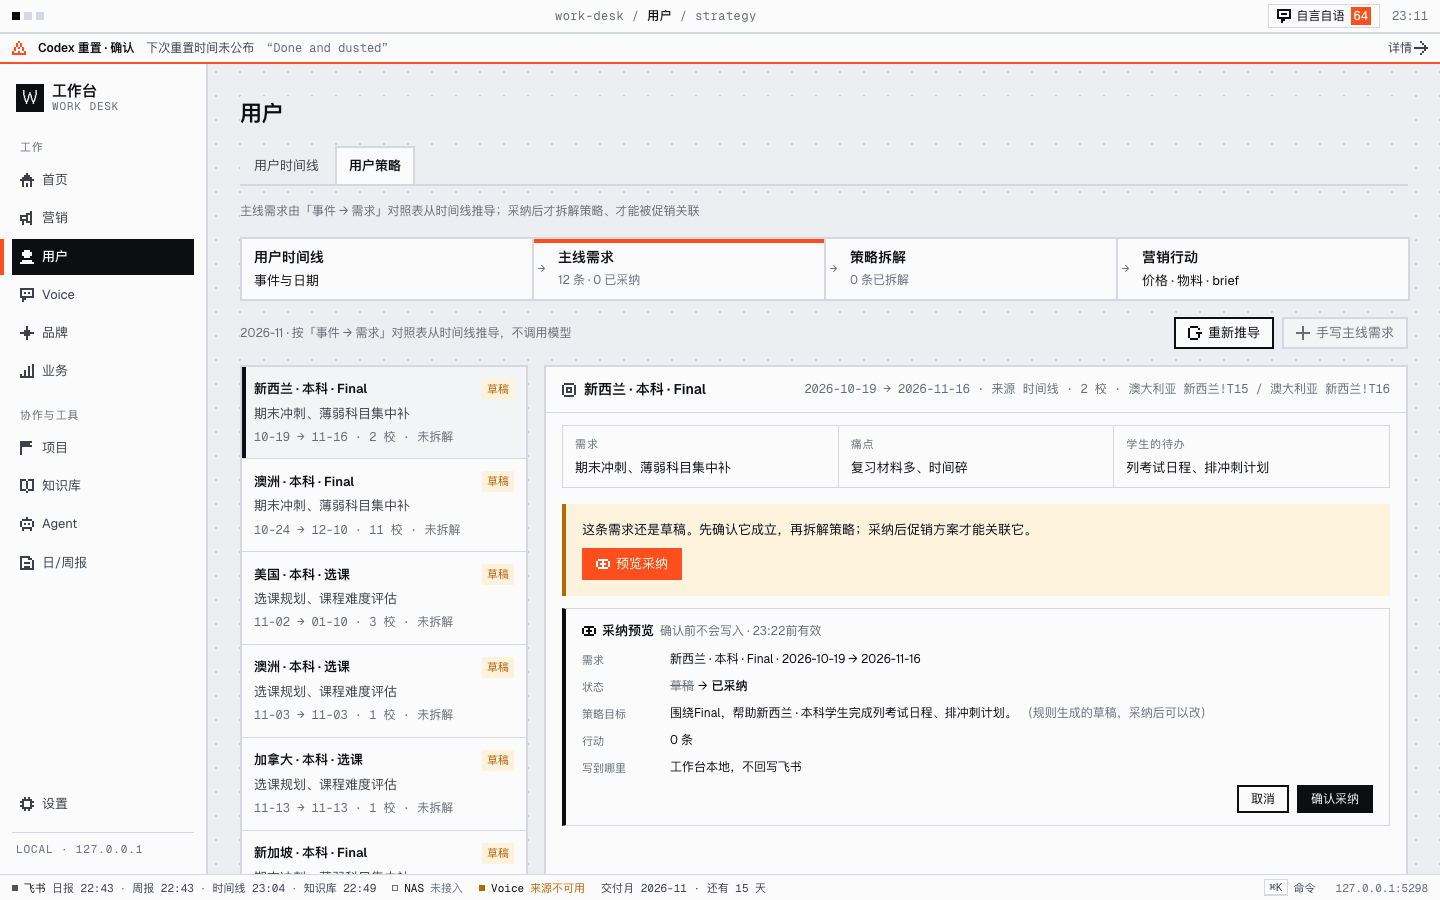 work-desk / 用户 / strategy
自言自语 64
23:11
Codex 重置·确认 下次重置时间未公布 “Done and dusted”
详情
W 工作台
WORK DESK
工作
首页
营销
用户
Voice
品牌
业务
协作与工具
项目
知识库
Agent
日/周报
设置
LOCAL · 127.0.0.1
用户
用户时间线
用户策略
主线需求由「事件 → 需求」对照表从时间线推导；采纳后才拆解策略、才能被促销关联
用户时间线
事件与日期
→
主线需求
12 条 · 0 已采纳
→
策略拆解
0 条已拆解
→
营销行动
价格 · 物料 · brief
2026-11 · 按「事件 → 需求」对照表从时间线推导，不调用模型
重新推导
手写主线需求
新西兰 · 本科 · Final 草稿
期末冲刺、薄弱科目集中补
10-19 → 11-16 · 2 校 · 未拆解
澳洲 · 本科 · Final 草稿
期末冲刺、薄弱科目集中补
10-24 → 12-10 · 11 校 · 未拆解
美国 · 本科 · 选课 草稿
选课规划、课程难度评估
11-02 → 01-10 · 3 校 · 未拆解
澳洲 · 本科 · 选课 草稿
选课规划、课程难度评估
11-03 → 11-03 · 1 校 · 未拆解
加拿大 · 本科 · 选课 草稿
选课规划、课程难度评估
11-13 → 11-13 · 1 校 · 未拆解
新加坡 · 本科 · Final 草稿
新西兰 · 本科 · Final
2026-10-19 → 2026-11-16 · 来源 时间线 · 2 校 · 澳大利亚 新西兰!T15 / 澳大利亚 新西兰!T16
需求
期末冲刺、薄弱科目集中补
痛点
复习材料多、时间碎
学生的待办
列考试日程、排冲刺计划
这条需求还是草稿。先确认它成立，再拆解策略；采纳后促销方案才能关联它。
预览采纳
采纳预览 确认前不会写入 · 23:22前有效
需求 新西兰 · 本科 · Final · 2026-10-19 → 2026-11-16
状态 草稿 → 已采纳
策略目标 围绕Final，帮助新西兰 · 本科学生完成列考试日程、排冲刺计划。 （规则生成的草稿，采纳后可以改）
行动 0 条
写到哪里 工作台本地，不回写飞书
取消
确认采纳
飞书 日报 22:43 · 周报 22:43 · 时间线 23:04 · 知识库 22:49
NAS 未接入
Voice 来源不可用
交付月 2026-11 · 还有 15 天
⌘K 命令
127.0.0.1:5298